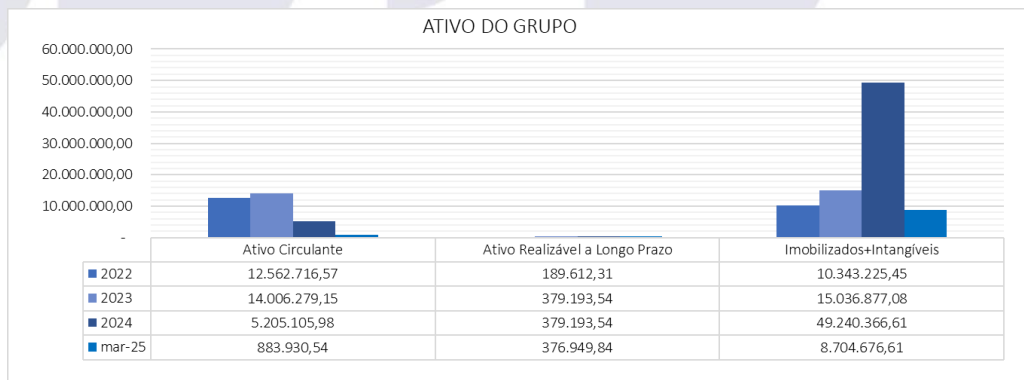 ATIVO DO GRUPO
60.000.000,00
50.000.000,00
40.000.000,00
30.000.000,00
20.000.000,00
10.000.000,00
-
Ativo Circulante Ativo Realizável a Longo Prazo Imobilizados+Intangíveis
2022 12.562.716,57 189.612,31 10.343.225,45
2023 14.006.279,15 379.193,54 15.036.877,08
2024 5.205.105,98 379.193,54 49.240.366,61
mar-25 883.930,54 376.949,84 8.704.676,61